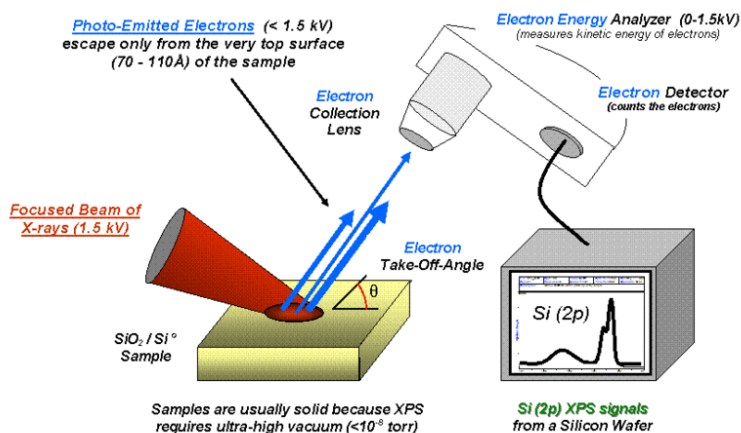 Photo-Emitted Electrons (< 1.5 kV)
escape only from the very top surface
(70 - 110Å) of the sample
Electron Energy Analyzer (0-1.5kV)
(measures kinetic energy of electrons)
Electron
Collection
Lens
Electron Detector
(counts the electrons)
Focused Beam of
X-rays (1.5 kV)
Electron
Take-Off-Angle
θ
Si (2p)
SiO₂ / Si°
Sample
Samples are usually solid because XPS
requires ultra-high vacuum (<10⁻⁸ torr)
Si (2p) XPS signals
from a Silicon Wafer